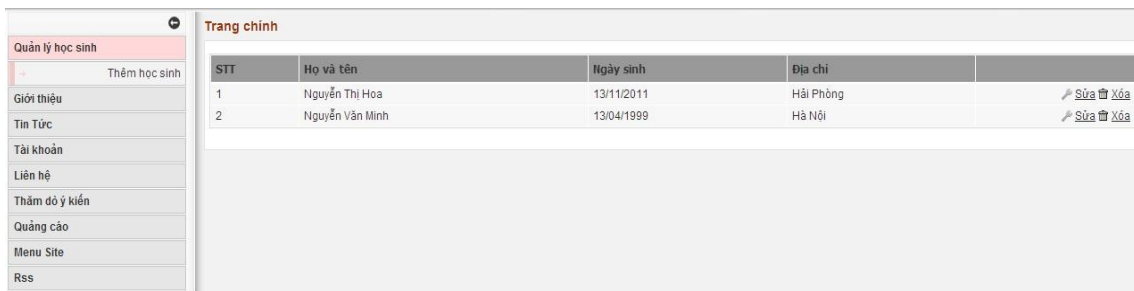 Quản lý học sinh
Thêm học sinh
Giới thiệu
Tin Tức
Tài khoản
Liên hệ
Thăm dò ý kiến
Quảng cáo
Menu Site
Rss
Trang chính
STT Họ và tên Ngày sinh Địa chỉ
1 Nguyễn Thị Hoa 13/11/2011 Hải Phòng Sửa Xóa
2 Nguyễn Văn Minh 13/04/1999 Hà Nội Sửa Xóa